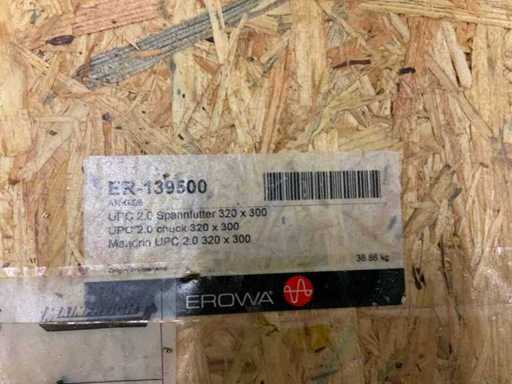 ER-139500
UPC 2.0 Spannfutter 320 x 300
UPC 2.0 chuck 320 x 300
Mandrin UPC 2.0 320 x 300
38.86 kg
EROWA